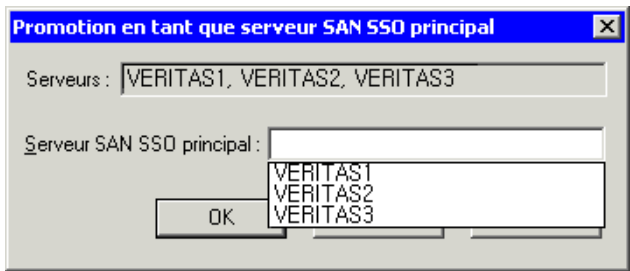 Promotion en tant que serveur SAN SSO principal
Serveurs : VERITAS1, VERITAS2, VERITAS3
Serveur SAN SSO principal :
VERITAS1
VERITAS2
VERITAS3
OK